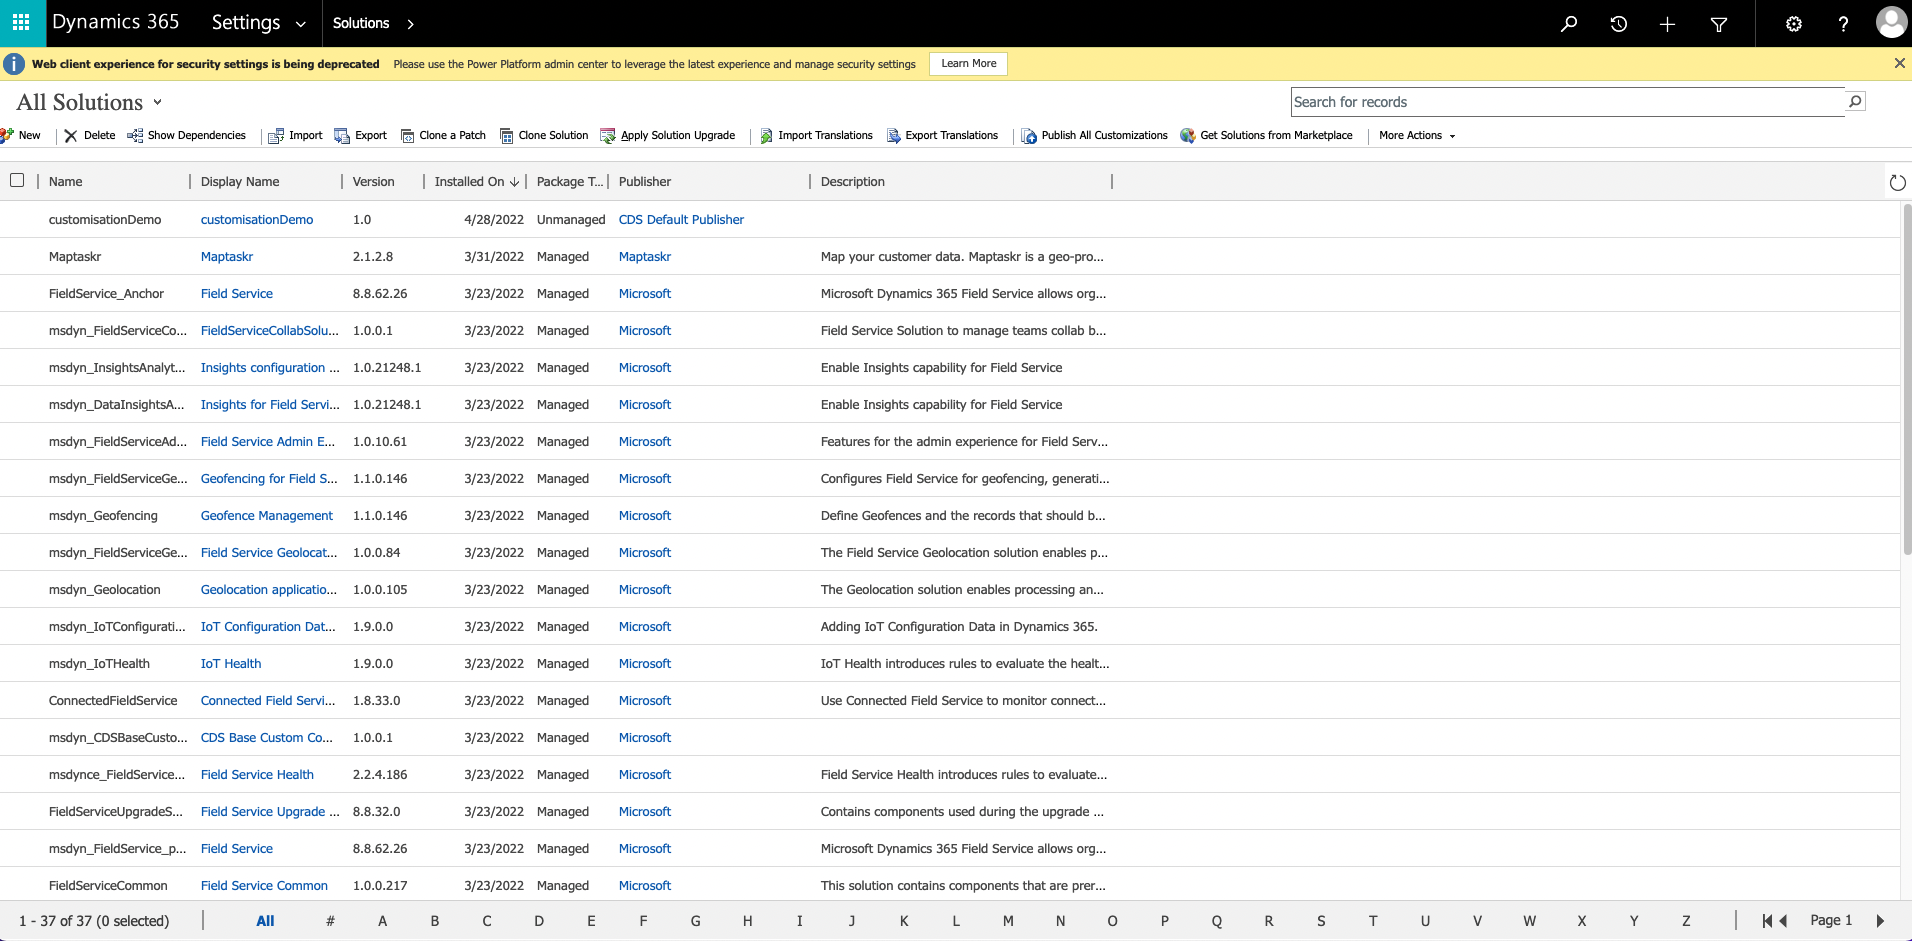 Dynamics 365 Settings Solutions
Web client experience for security settings is being deprecated Please use the Power Platform admin center to leverage the latest experience and manage security settings Learn More
All Solutions
Search for records
New Delete Show Dependencies Import Export Clone a Patch Clone Solution Apply Solution Upgrade Import Translations Export Translations Publish All Customizations Get Solutions from Marketplace More Actions
Name Display Name Version Installed On ↓ Package T... Publisher Description
customisationDemo customisationDemo 1.0 4/28/2022 Unmanaged CDS Default Publisher
Maptaskr Maptaskr 2.1.2.8 3/31/2022 Managed Maptaskr Map your customer data. Maptaskr is a geo-pro...
FieldService_Anchor Field Service 8.8.62.26 3/23/2022 Managed Microsoft Microsoft Dynamics 365 Field Service allows org...
msdyn_FieldServiceCo... FieldServiceCollabSolu... 1.0.0.1 3/23/2022 Managed Microsoft Field Service Solution to manage teams collab b...
msdyn_InsightsAnalyt... Insights configuration ... 1.0.21248.1 3/23/2022 Managed Microsoft Enable Insights capability for Field Service
msdyn_DataInsightsA... Insights for Field Servi... 1.0.21248.1 3/23/2022 Managed Microsoft Enable Insights capability for Field Service
msdyn_FieldServiceAd... Field Service Admin E... 1.0.10.61 3/23/2022 Managed Microsoft Features for the admin experience for Field Serv...
msdyn_FieldServiceGe... Geofencing for Field S... 1.1.0.146 3/23/2022 Managed Microsoft Configures Field Service for geofencing, generati...
msdyn_Geofencing Geofence Management 1.1.0.146 3/23/2022 Managed Microsoft Define Geofences and the records that should b...
msdyn_FieldServiceGe... Field Service Geolocat... 1.0.0.84 3/23/2022 Managed Microsoft The Field Service Geolocation solution enables p...
msdyn_Geolocation Geolocation applicatio... 1.0.0.105 3/23/2022 Managed Microsoft The Geolocation solution enables processing an...
msdyn_IoTConfigurati... IoT Configuration Dat... 1.9.0.0 3/23/2022 Managed Microsoft Adding IoT Configuration Data in Dynamics 365.
msdyn_IoTHealth IoT Health 1.9.0.0 3/23/2022 Managed Microsoft IoT Health introduces rules to evaluate the healt...
ConnectedFieldService Connected Field Servi... 1.8.33.0 3/23/2022 Managed Microsoft Use Connected Field Service to monitor connect...
msdyn_CDSBaseCusto... CDS Base Custom Co... 1.0.0.1 3/23/2022 Managed Microsoft
msdynce_FieldService... Field Service Health 2.2.4.186 3/23/2022 Managed Microsoft Field Service Health introduces rules to evaluate...
FieldServiceUpgradeS... Field Service Upgrade ... 8.8.32.0 3/23/2022 Managed Microsoft Contains components used during the upgrade ...
msdyn_FieldService_p... Field Service 8.8.62.26 3/23/2022 Managed Microsoft Microsoft Dynamics 365 Field Service allows org...
FieldServiceCommon Field Service Common 1.0.0.217 3/23/2022 Managed Microsoft This solution contains components that are prer...
1 - 37 of 37 (0 selected) All # A B C D E F G H I J K L M N O P Q R S T U V W X Y Z Page 1